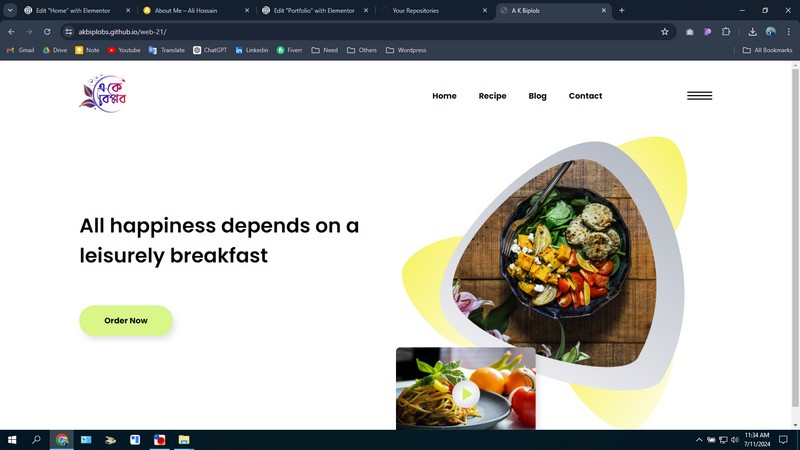 Edit "Home" with Elementor
About Me – Ali Hossain
Edit "Portfolio" with Elementor
Your Repositories
A K Biplob
akbiplobs.github.io/web-21/
Gmail
Drive
Note
Youtube
Translate
ChatGPT
Linkedin
Fiverr
Need
Others
Wordpress
All Bookmarks
এ কে
বিপ্লব
Home
Recipe
Blog
Contact
All happiness depends on a
leisurely breakfast
Order Now
11:34 AM
7/11/2024